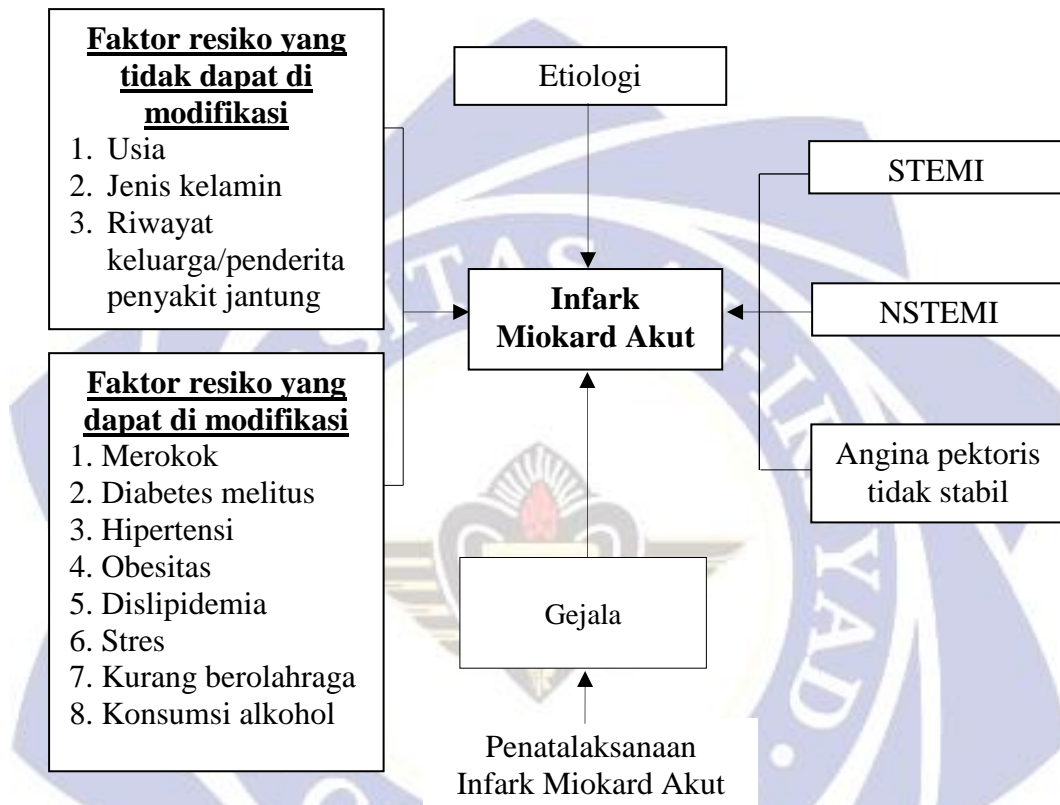 Faktor resiko yang
tidak dapat di
modifikasi
1. Usia
2. Jenis kelamin
3. Riwayat
keluarga/penderita
penyakit jantung
Faktor resiko yang
dapat di modifikasi
1. Merokok
2. Diabetes melitus
3. Hipertensi
4. Obesitas
5. Dislipidemia
6. Stres
7. Kurang berolahraga
8. Konsumsi alkohol
Etiologi
Infark
Miokard Akut
Gejala
Penatalaksanaan
Infark Miokard Akut
STEMI
NSTEMI
Angina pektoris
tidak stabil